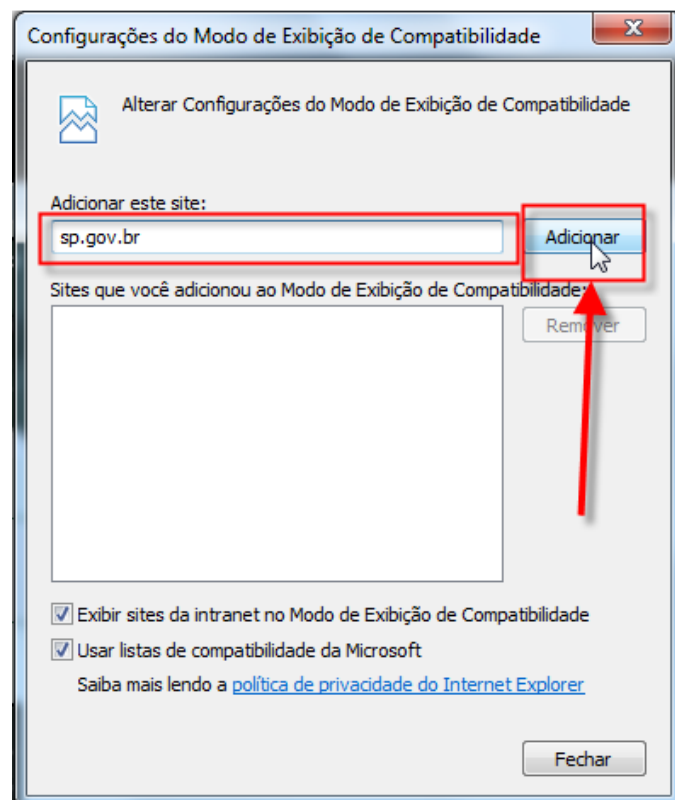 Configurações do Modo de Exibição de Compatibilidade
Alterar Configurações do Modo de Exibição de Compatibilidade
Adicionar este site:
sp.gov.br
Adicionar
Sites que você adicionou ao Modo de Exibição de Compatibilidade:
Remover
Exibir sites da intranet no Modo de Exibição de Compatibilidade
Usar listas de compatibilidade da Microsoft
Saiba mais lendo a política de privacidade do Internet Explorer
Fechar